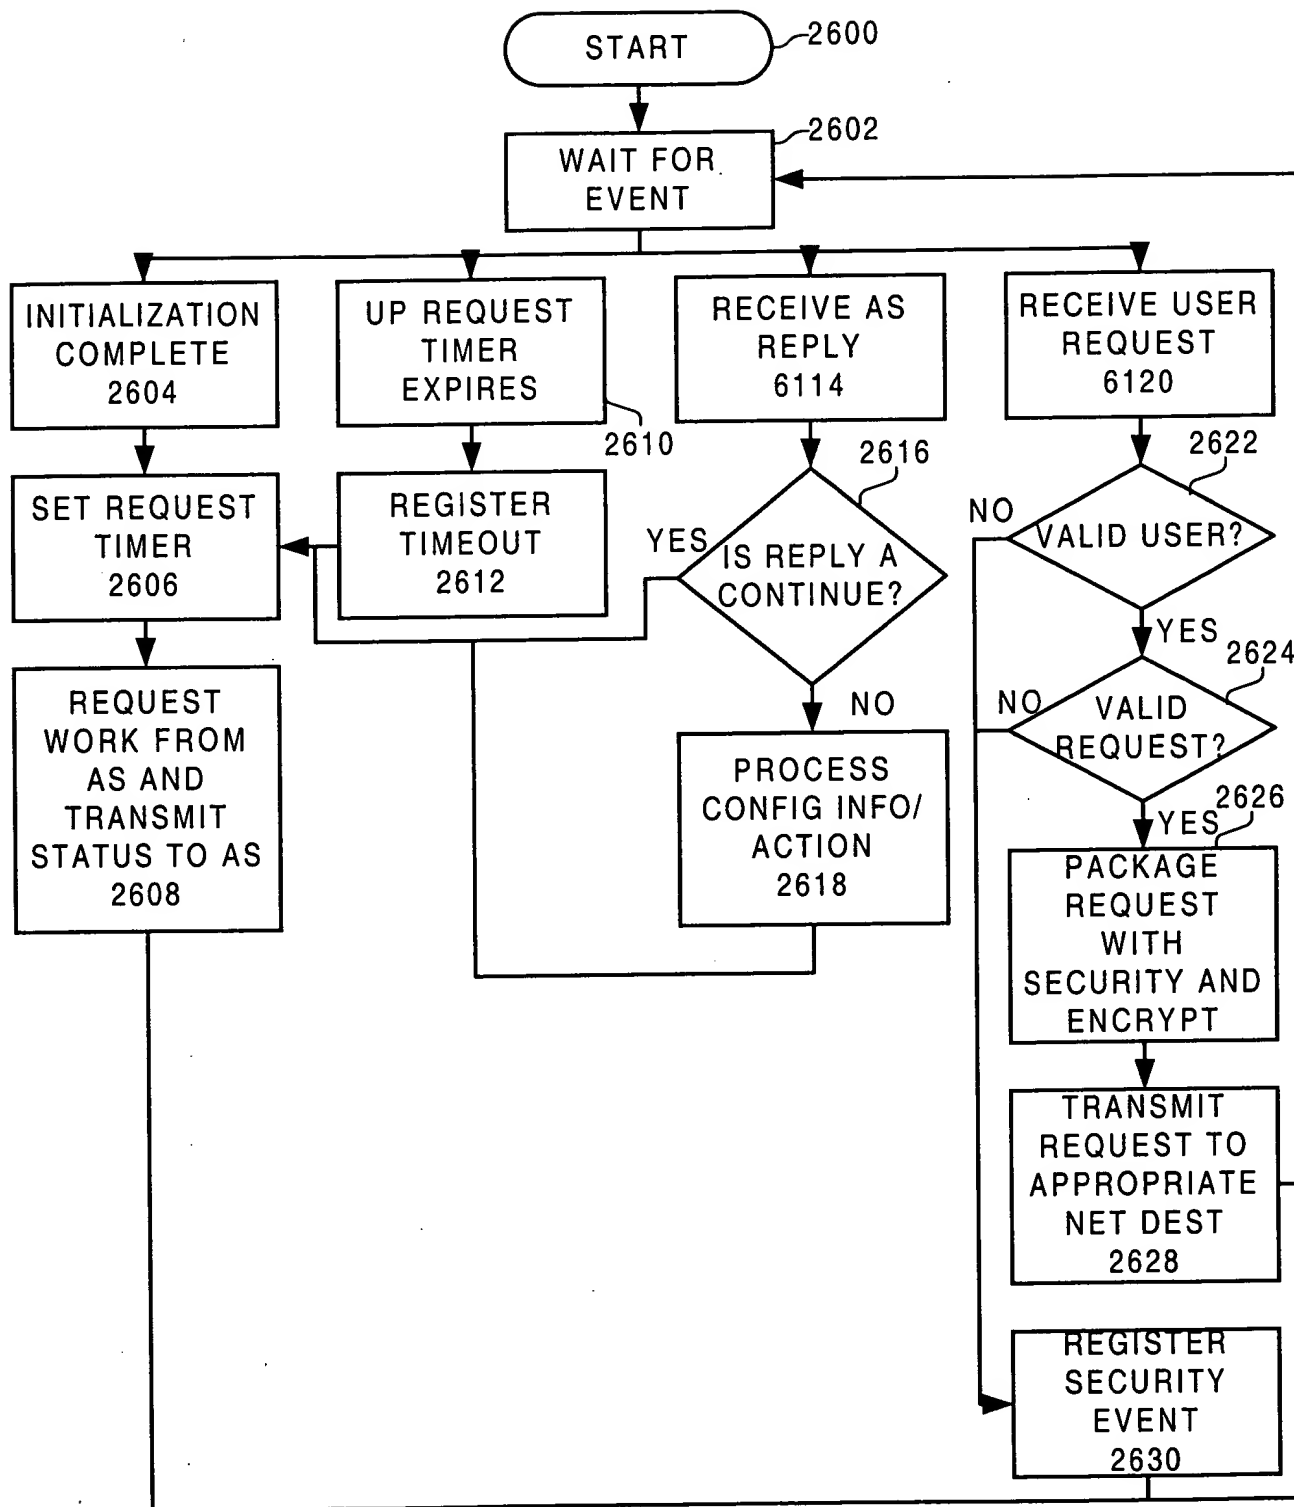 START
2600
WAIT FOR
EVENT
2602
INITIALIZATION
COMPLETE
2604
UP REQUEST
TIMER
EXPIRES
2610
RECEIVE AS
REPLY
6114
RECEIVE USER
REQUEST
6120
SET REQUEST
TIMER
2606
REGISTER
TIMEOUT
2612
2616
YES
IS REPLY A
CONTINUE?
NO
2622
NO
VALID USER?
YES
2624
NO
VALID
REQUEST?
YES
2626
REQUEST
WORK FROM
AS AND
TRANSMIT
STATUS TO AS
2608
PROCESS
CONFIG INFO/
ACTION
2618
PACKAGE
REQUEST
WITH
SECURITY AND
ENCRYPT
TRANSMIT
REQUEST TO
APPROPRIATE
NET DEST
2628
REGISTER
SECURITY
EVENT
2630